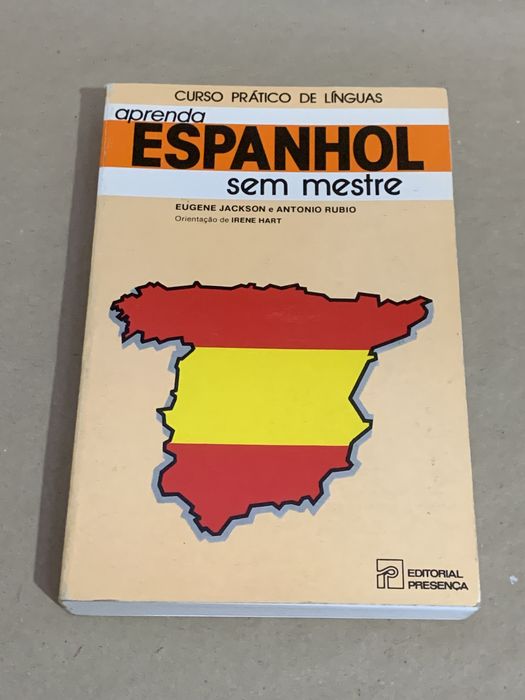 CURSO PRÁTICO DE LÍNGUAS
aprenda
ESPANHOL
sem mestre
EUGENE JACKSON e ANTONIO RUBIO
Orientação de IRENE HART
EDITORIAL
PRESENÇA